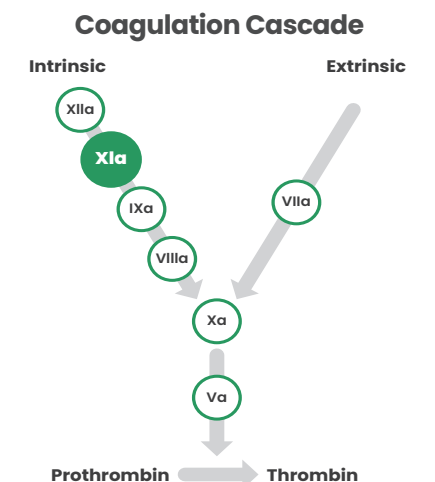 Coagulation Cascade
Intrinsic
Extrinsic
XIIa
XIa
IXa
VIIa
VIIIa
Xa
Va
Prothrombin
Thrombin